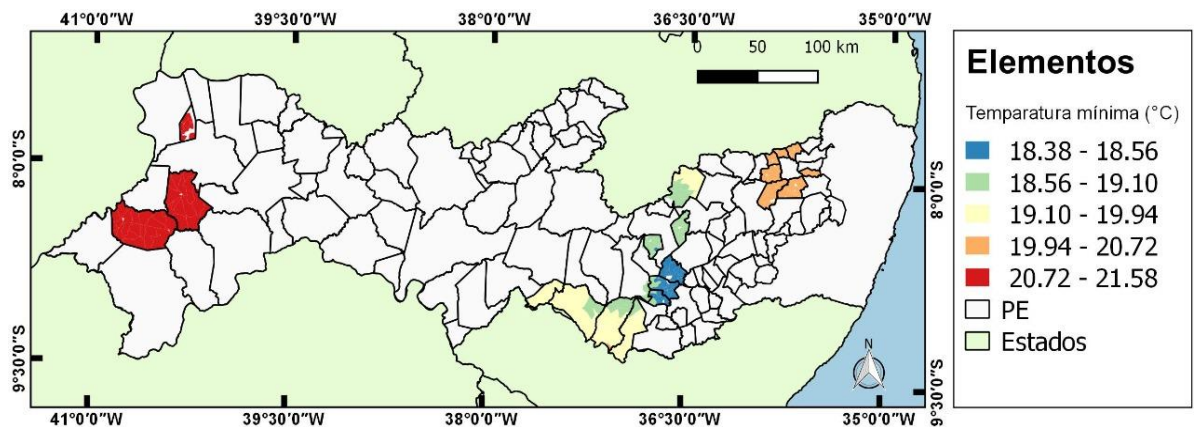 41°0'0"W 39°30'0"W 38°0'0"W 36°30'0"W 35°0'0"W
0 50 100 km
8°0'0"S
8°0'0"S
9°30'0"S
9°30'0"S
N
41°0'0"W 39°30'0"W 38°0'0"W 36°30'0"W 35°0'0"W
Elementos
Temparatura mínima (°C)
18.38 - 18.56
18.56 - 19.10
19.10 - 19.94
19.94 - 20.72
20.72 - 21.58
PE
Estados